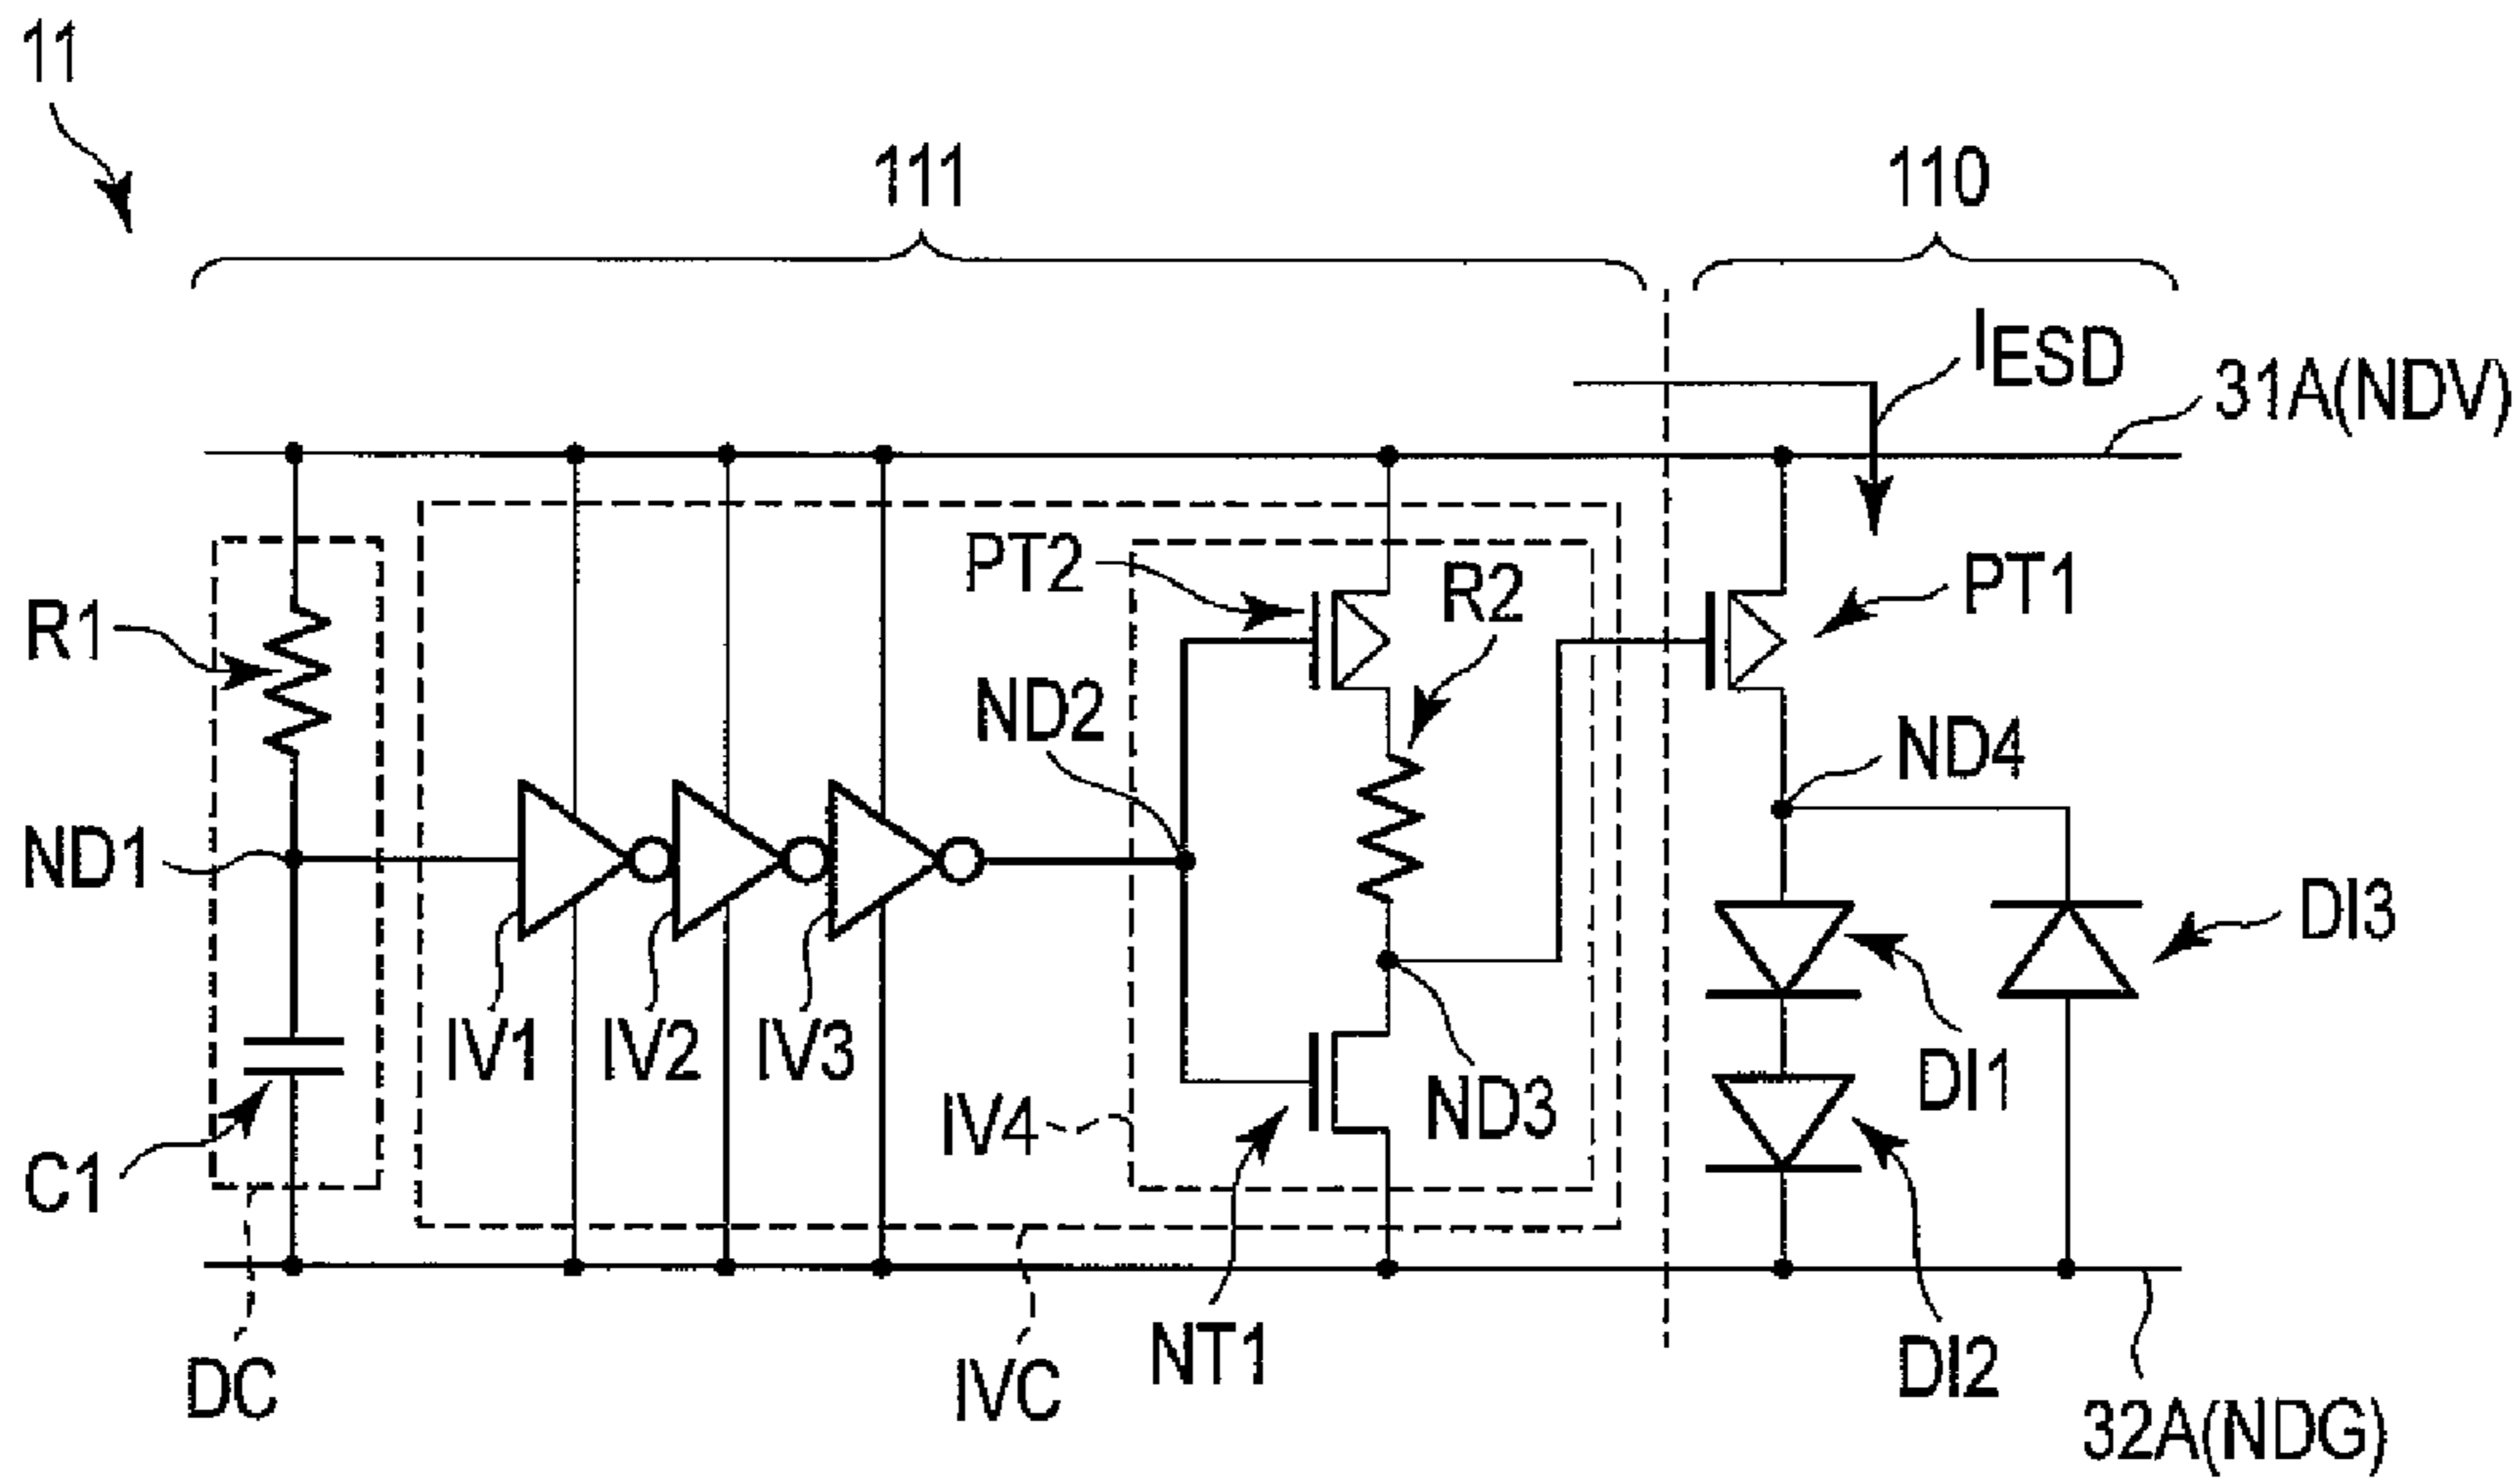 11
111
110
IESD
31A(NDV)
PT2
R2
PT1
R1
ND2
ND4
ND1
DI3
IV1
IV2
IV3
DI1
ND3
IV4
C1
NT1
DI2
DC
IVC
32A(NDG)